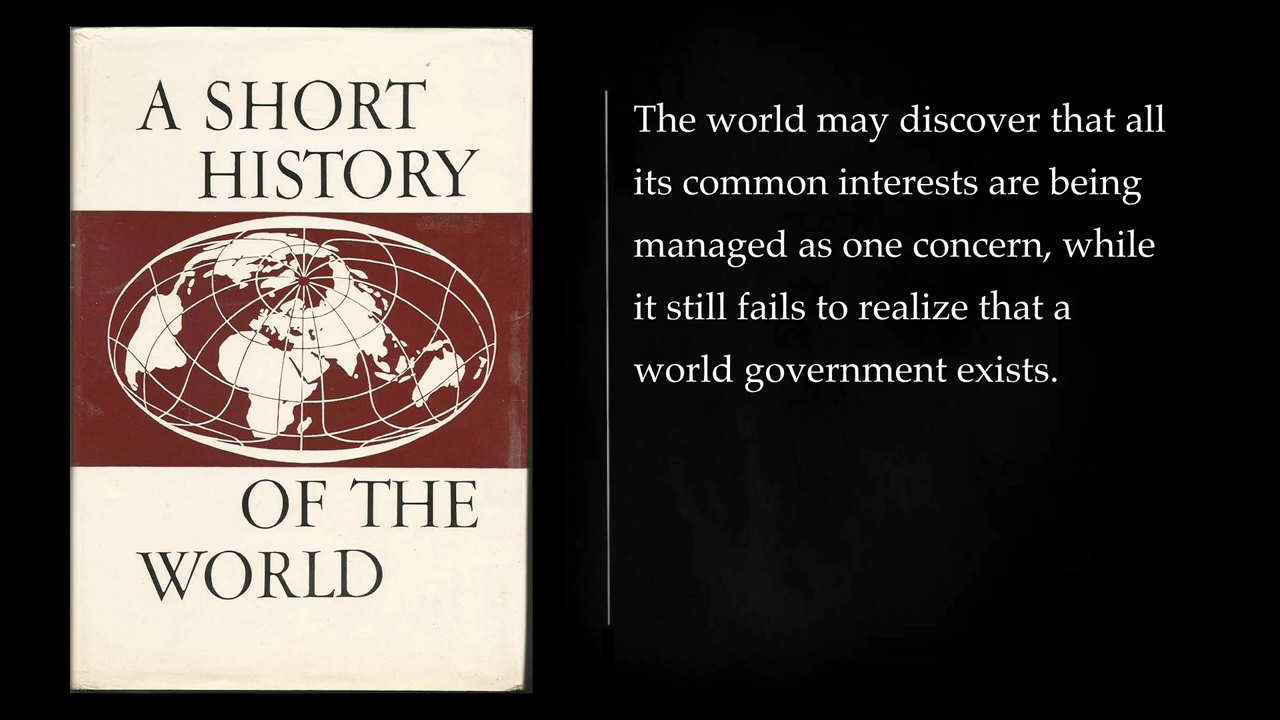 A SHORT
HISTORY
OF THE
WORLD
The world may discover that all
its common interests are being
managed as one concern, while
it still fails to realize that a
world government exists.